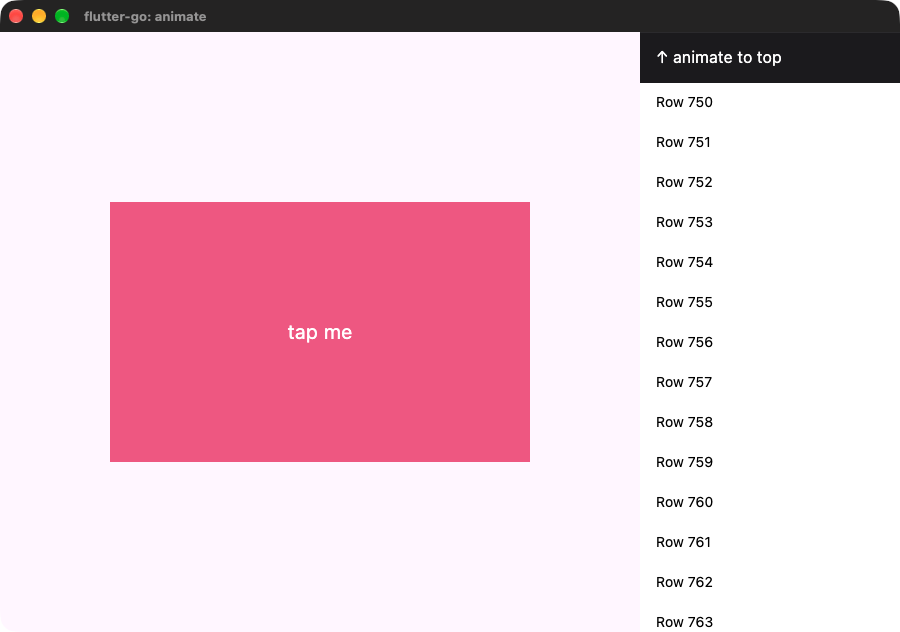 flutter-go: animate
↑ animate to top
tap me
Row 750
Row 751
Row 752
Row 753
Row 754
Row 755
Row 756
Row 757
Row 758
Row 759
Row 760
Row 761
Row 762
Row 763